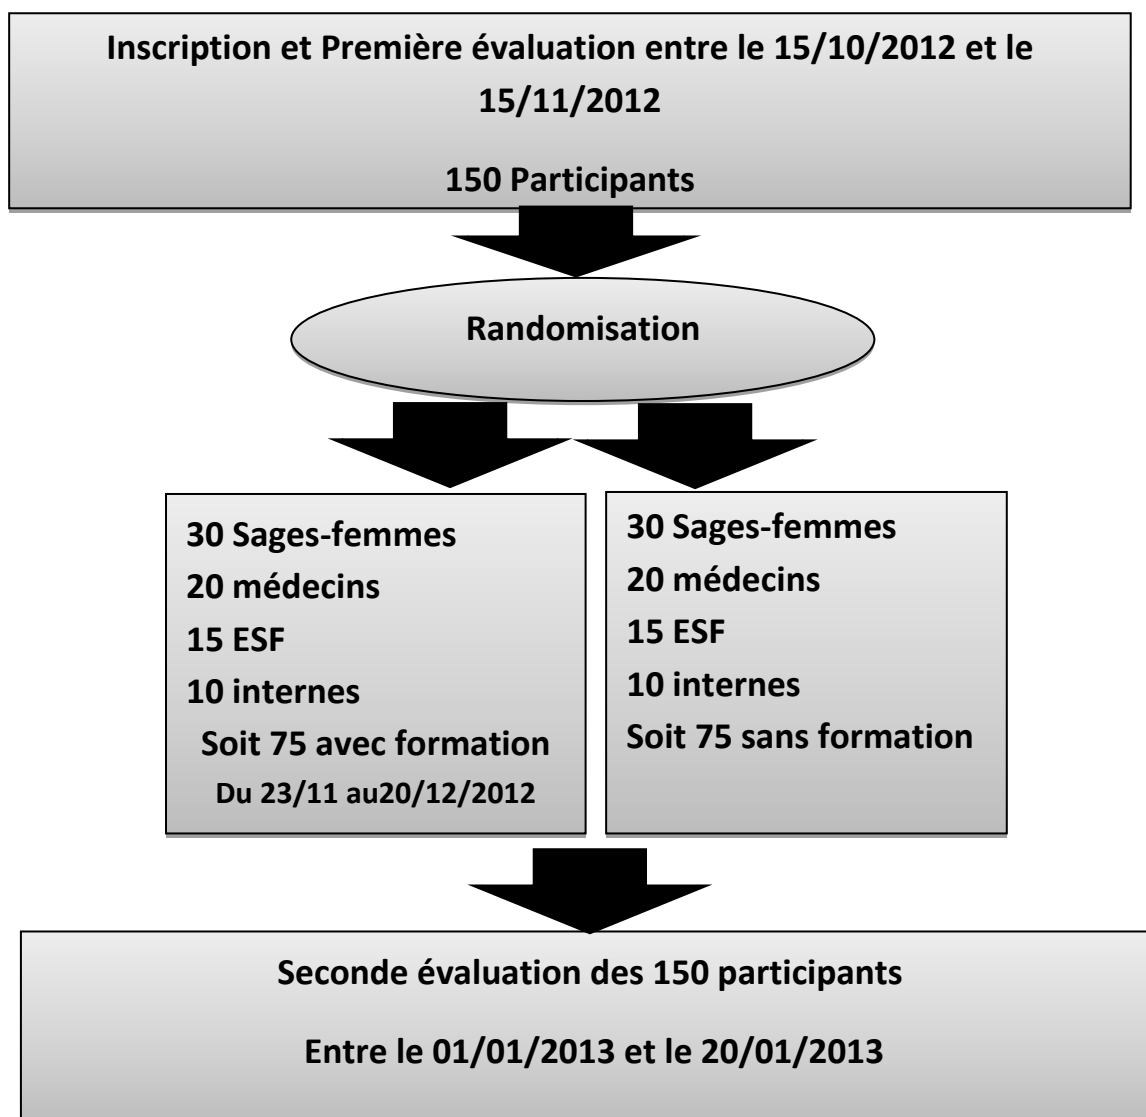 Inscription et Première évaluation entre le 15/10/2012 et le
15/11/2012
150 Participants
Randomisation
30 Sages-femmes
20 médecins
15 ESF
10 internes
Soit 75 avec formation
Du 23/11 au20/12/2012
30 Sages-femmes
20 médecins
15 ESF
10 internes
Soit 75 sans formation
Seconde évaluation des 150 participants
Entre le 01/01/2013 et le 20/01/2013